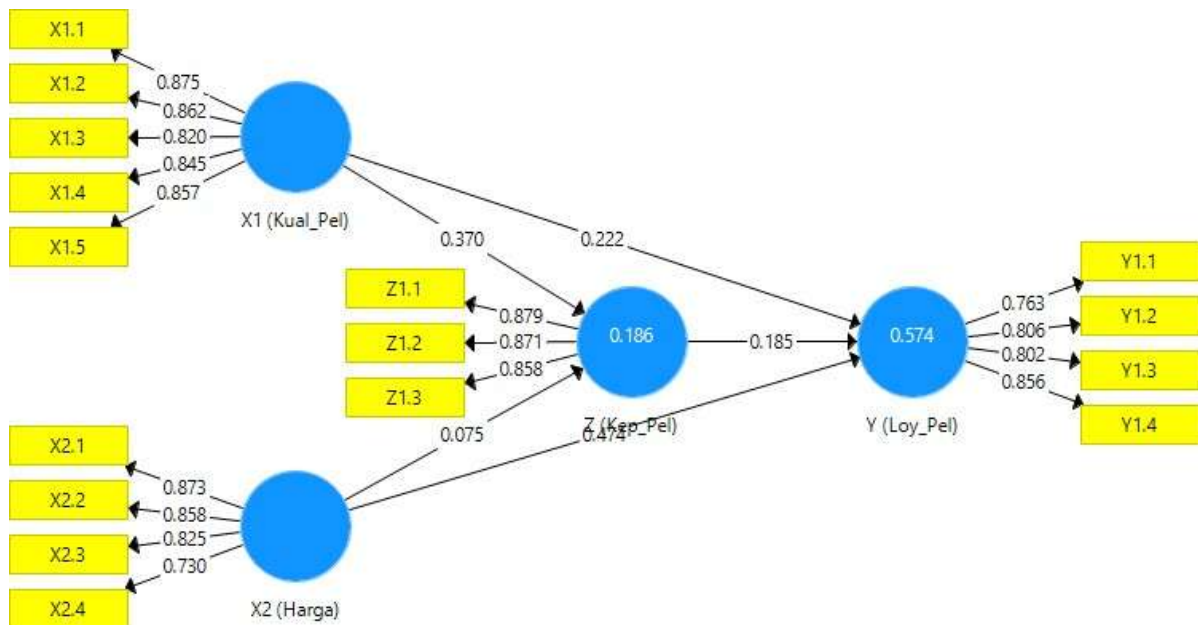 X1.1
X1.2
X1.3
X1.4
X1.5
0.875
0.862
0.820
0.845
0.857
X1 (Kual_Pel)
0.370
0.222
Z1.1
Z1.2
Z1.3
0.879
0.871
0.858
0.186
Z (Kep_Pel)
0.185
0.574
Y (Loy_Pel)
0.763
0.806
0.802
0.856
Y1.1
Y1.2
Y1.3
Y1.4
0.075
0.474
X2.1
X2.2
X2.3
X2.4
0.873
0.858
0.825
0.730
X2 (Harga)